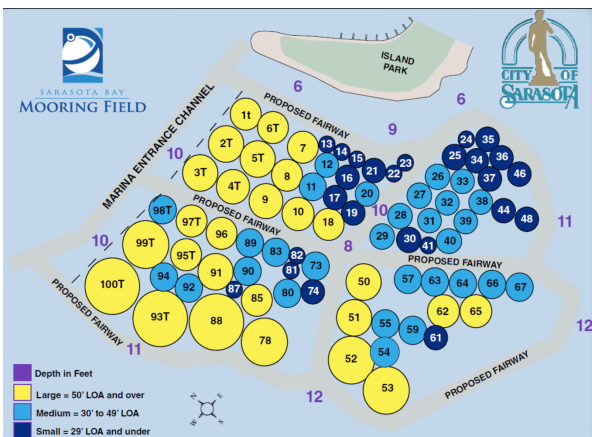 SARASOTA BAY
MOORING FIELD
CITY OF
SARASOTA
ISLAND
PARK
6
6
9
MARINA ENTRANCE CHANNEL
PROPOSED FAIRWAY
1t
6T
7
13
14
15
2T
5T
8
12
16
21
22
23
10
3T
4T
9
11
17
20
10
18
19
10
24
35
25
34
36
26
33
37
46
27
32
38
44
48
11
28
31
39
29
30
41
40
PROPOSED FAIRWAY
8
98T
97T
96
89
83
82
73
10
99T
95T
91
90
81
74
100T
94
92
87
85
80
93T
88
78
PROPOSED FAIRWAY
11
PROPOSED FAIRWAY
50
57
63
64
66
67
51
55
59
62
65
61
12
52
54
53
PROPOSED FAIRWAY
12
Depth in Feet
Large = 50' LOA and over
Medium = 30' to 49' LOA
Small = 29' LOA and under
N
E
W
S